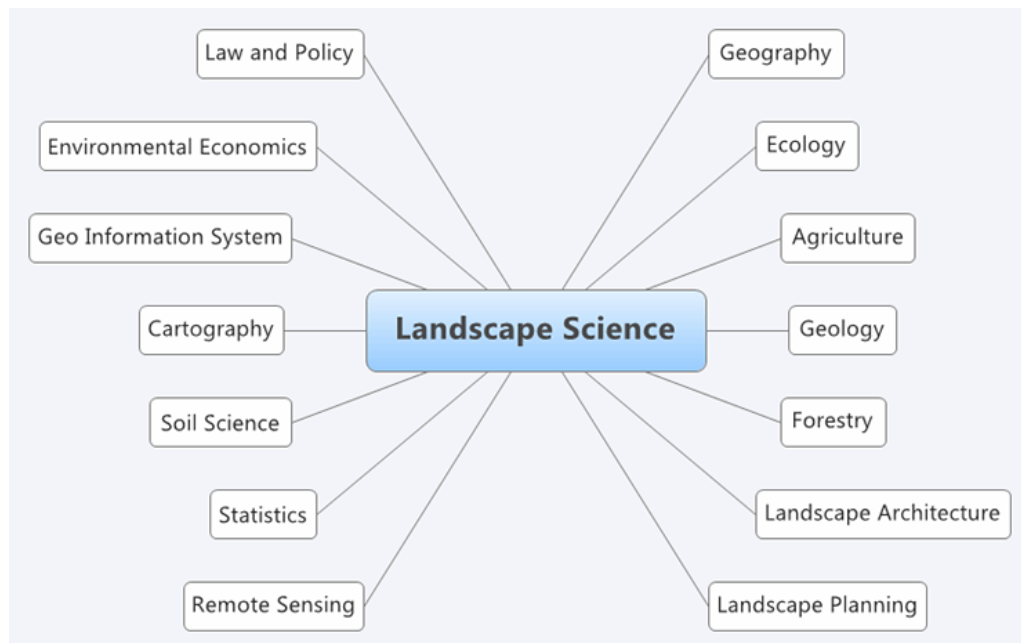 Law and Policy
Geography
Environmental Economics
Ecology
Geo Information System
Agriculture
Landscape Science
Cartography
Geology
Soil Science
Forestry
Statistics
Landscape Architecture
Remote Sensing
Landscape Planning